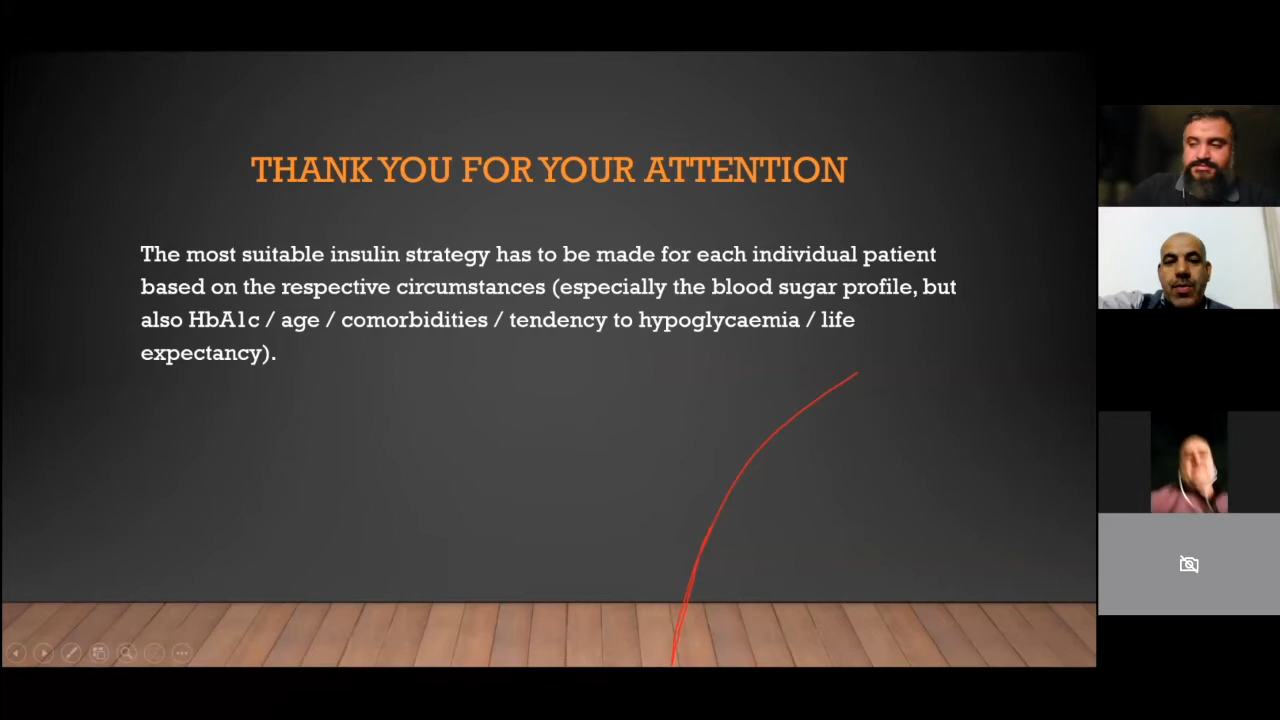 THANK YOU FOR YOUR ATTENTION
The most suitable insulin strategy has to be made for each individual patient
based on the respective circumstances (especially the blood sugar profile, but
also HbA1c / age / comorbidities / tendency to hypoglycaemia / life
expectancy).